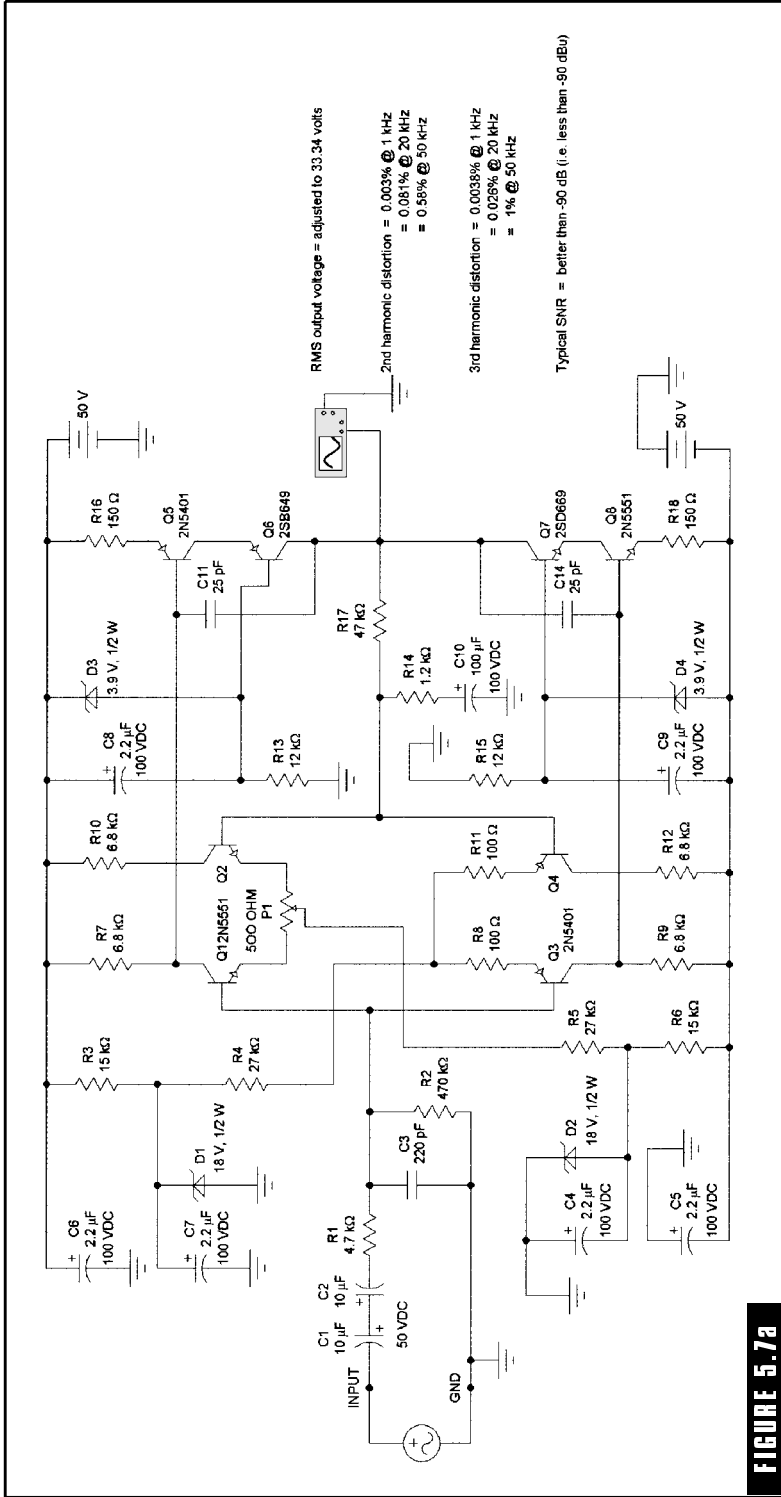 C6
2.2 µF
100 VDC
C7
2.2 µF
100 VDC
D1
18 V, 1/2 W
R3
15 kΩ
R4
27 kΩ
R7
6.8 kΩ
R10
6.8 kΩ
C8
2.2 µF
100 VDC
D3
3.9 V, 1/2 W
R13
12 kΩ
R16
150 Ω
Q5
2N5401
Q6
2SB649
C11
25 pF
50 V
Q12N5551
500 OHM
P1
Q2
R17
47 kΩ
R14
1.2 kΩ
C10
100 µF
100 VDC
RMS output voltage = adjusted to 33.34 volts
2nd harmonic distortion = 0.003% @ 1 kHz
= 0.081% @ 20 kHz
= 0.58% @ 50 kHz
3rd harmonic distortion = 0.0038% @ 1 kHz
= 0.026% @ 20 kHz
= 1% @ 50 kHz
Typical SNR = better than -90 dB (i.e. less than -90 dBu)
INPUT
GND
C1
10 µF
C2
10 µF
50 VDC
R1
4.7 kΩ
C3
220 pF
R2
470 kΩ
R8
100 Ω
R11
100 Ω
Q3
2N5401
Q4
R15
12 kΩ
Q7
2SD669
Q8
2N5551
C14
25 pF
R18
150 Ω
50 V
D4
3.9 V, 1/2 W
C9
2.2 µF
100 VDC
R12
6.8 kΩ
R9
6.8 kΩ
R5
27 kΩ
R6
15 kΩ
D2
18 V, 1/2 W
C4
2.2 µF
100 VDC
C5
2.2 µF
100 VDC
FIGURE 5.7a